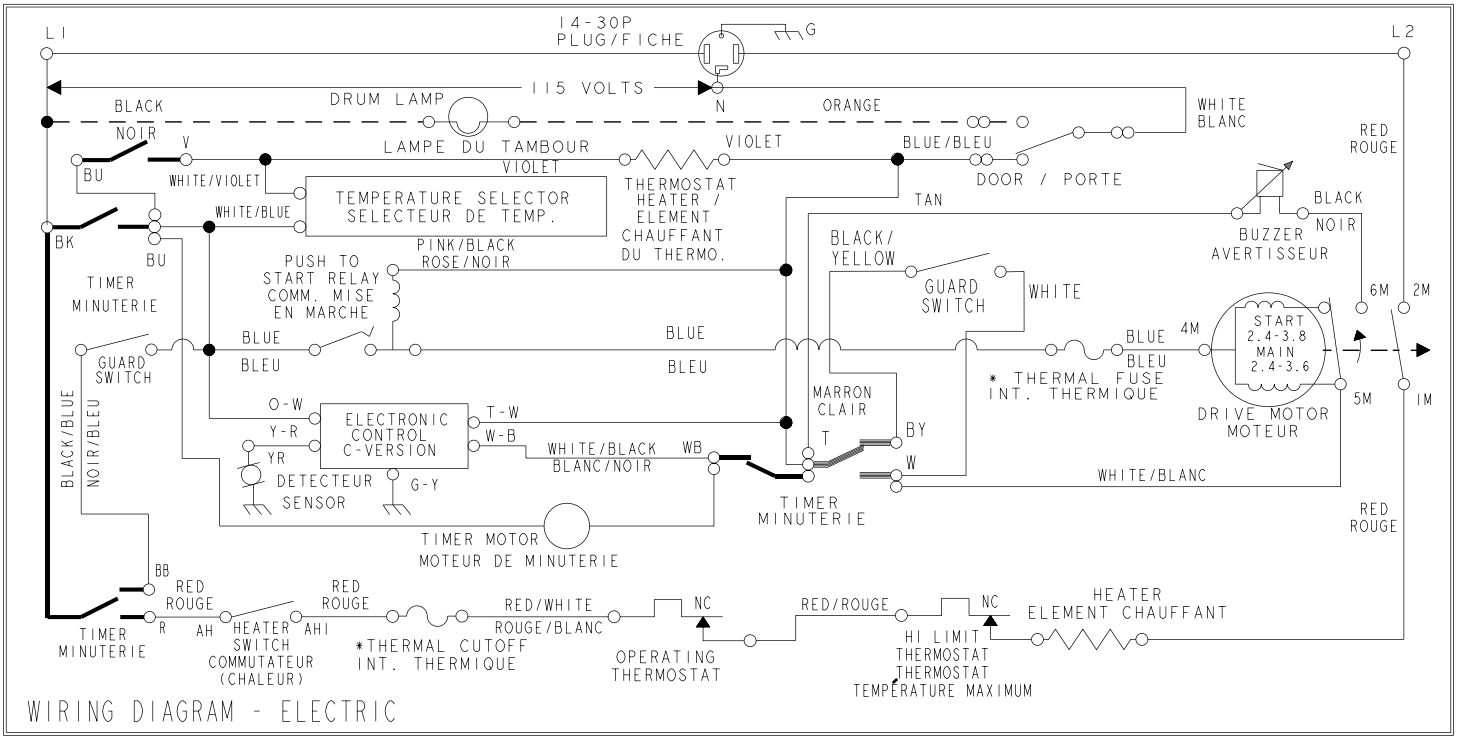 L1
14-30P
PLUG/FICHE
G
L2
115 VOLTS
N
BLACK
NOIR
DRUM LAMP
LAMPE DU TAMBOUR
ORANGE
WHITE
BLANC
RED
ROUGE
V
BU
VIOLET
VIOLET
BLUE/BLEU
DOOR / PORTE
WHITE/VIOLET
WHITE/BLUE
TEMPERATURE SELECTOR
SELECTEUR DE TEMP.
THERMOSTAT
HEATER /
ELEMENT
CHAUFFANT
DU THERMO.
TAN
BLACK
NOIR
BUZZER
AVERTISSEUR
BK
BU
TIMER
MINUTERIE
PINK/BLACK
ROSE/NOIR
PUSH TO
START RELAY
COMM. MISE
EN MARCHE
BLACK/
YELLOW
GUARD
SWITCH
WHITE
6M
2M
START
2.4-3.8
MAIN
2.4-3.6
4M
5M
1M
DRIVE MOTOR
MOTEUR
GUARD
SWITCH
BLUE
BLEU
BLUE
BLEU
BLUE
BLEU
* THERMAL FUSE
INT. THERMIQUE
BLACK/BLUE
NOIR/BLEU
O-W
Y-R
YR
ELECTRONIC
CONTROL
C-VERSION
T-W
W-B
G-Y
DETECTEUR
SENSOR
WHITE/BLACK
BLANC/NOIR
WB
MARRON
CLAIR
T
BY
W
WHITE/BLANC
TIMER
MINUTERIE
TIMER MOTOR
MOTEUR DE MINUTERIE
RED
ROUGE
BB
R
TIMER
MINUTERIE
RED
ROUGE
AH
HEATER
SWITCH
COMMUTATEUR
(CHALEUR)
AH1
RED
ROUGE
*THERMAL CUTOFF
INT. THERMIQUE
RED/WHITE
ROUGE/BLANC
NC
OPERATING
THERMOSTAT
RED/ROUGE
NC
HI LIMIT
THERMOSTAT
THERMOSTAT
TEMPÉRATURE MAXIMUM
HEATER
ELEMENT CHAUFFANT
WIRING DIAGRAM - ELECTRIC